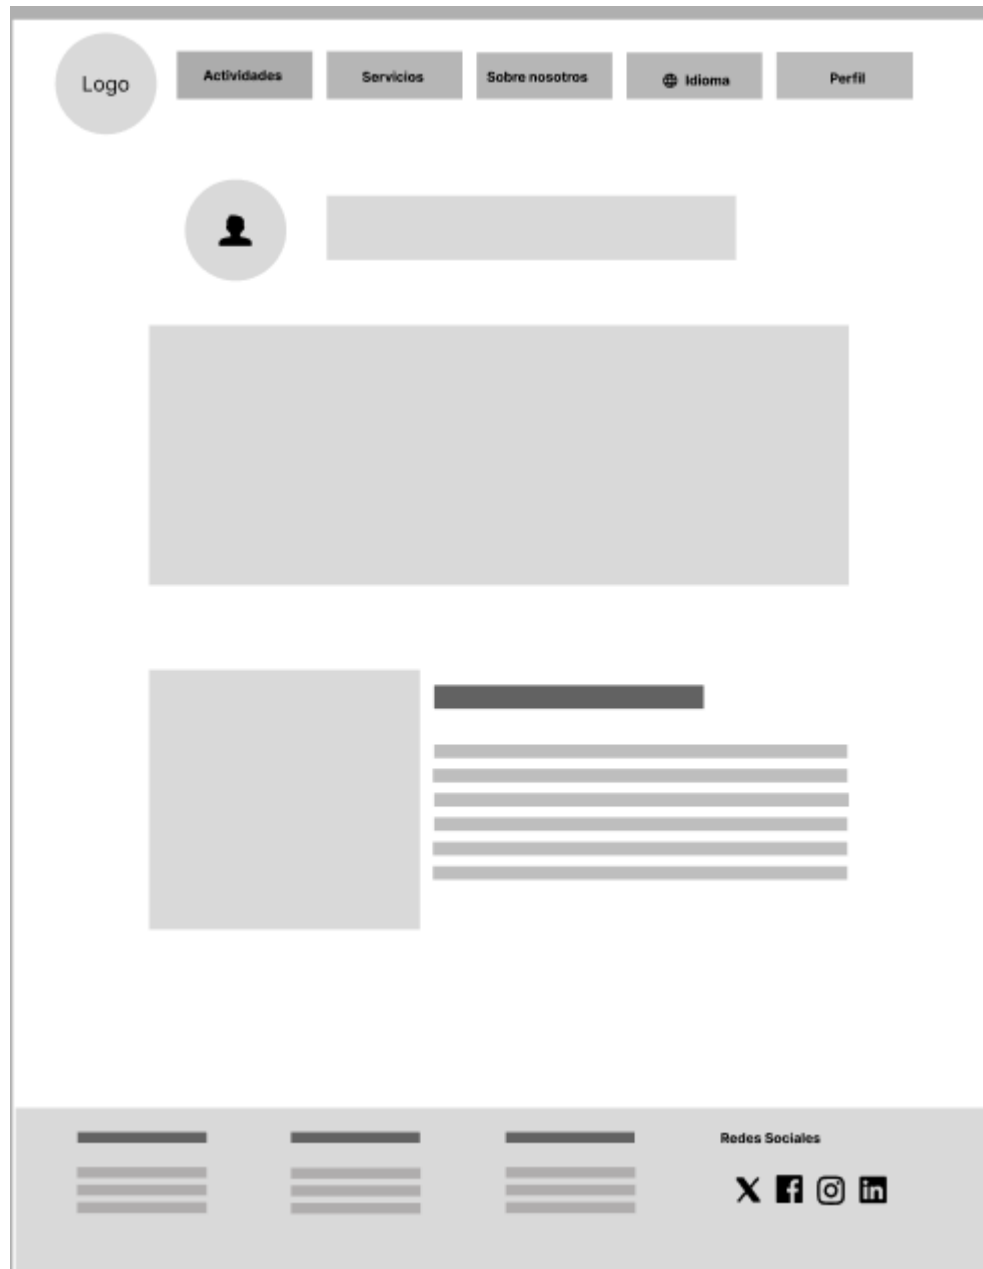 Logo
Actividades
Servicios
Sobre nosotros
Idioma
Perfil
Redes Sociales